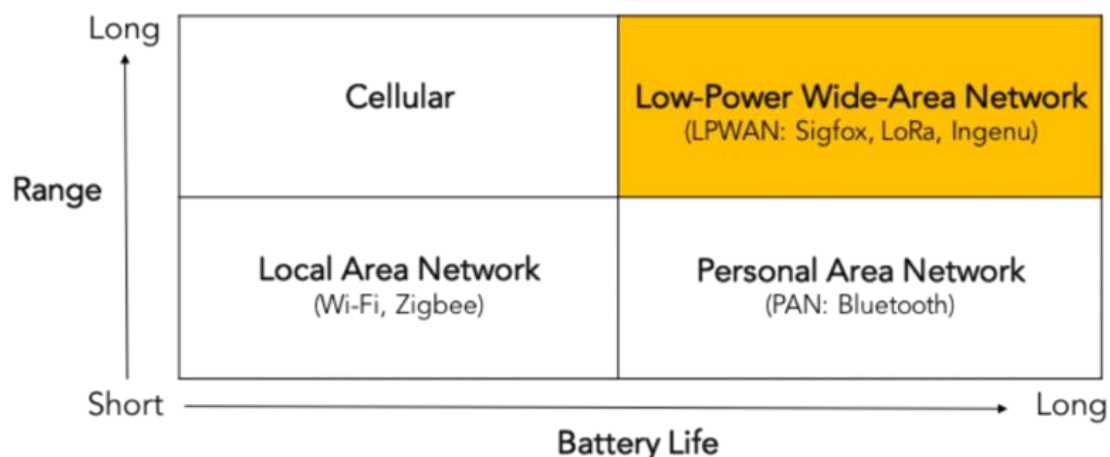 Long
Cellular
Low-Power Wide-Area Network
(LPWAN: Sigfox, LoRa, Ingenu)
Range
Local Area Network
(Wi-Fi, Zigbee)
Personal Area Network
(PAN: Bluetooth)
Short
Long
Battery Life